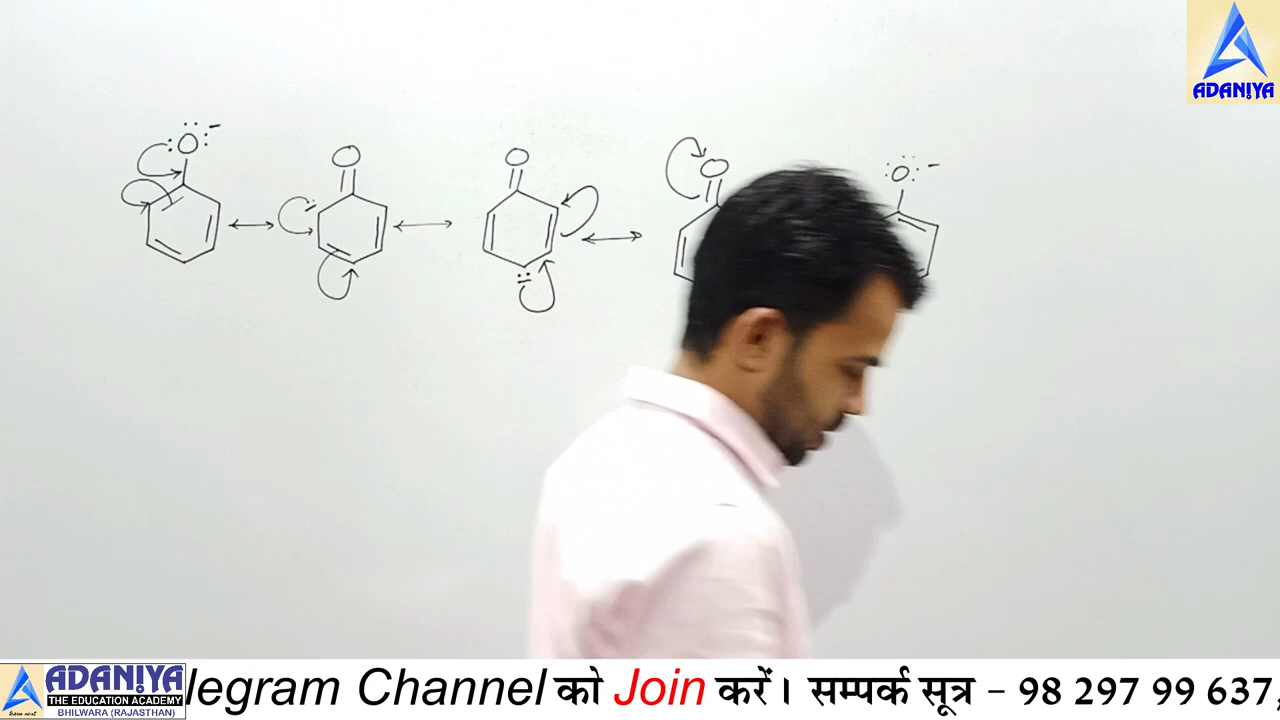 ADANIYA
O
O
O
O
O
ADANIYA
THE EDUCATION ACADEMY
BHILWARA (RAJASTHAN)
legram Channel को Join करें। सम्पर्क सूत्र - 98 297 99 637,